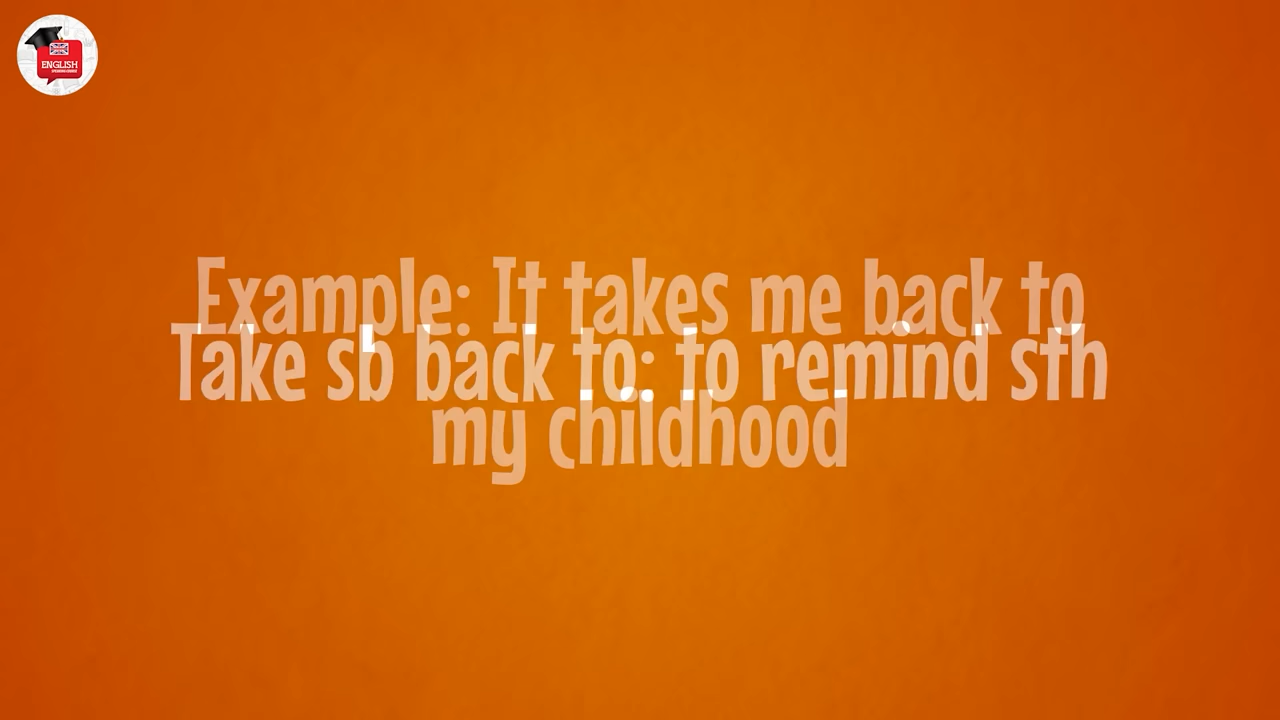 ENGLISH
Example: It takes me back to
Take sb back to: to remind sth
my childhood